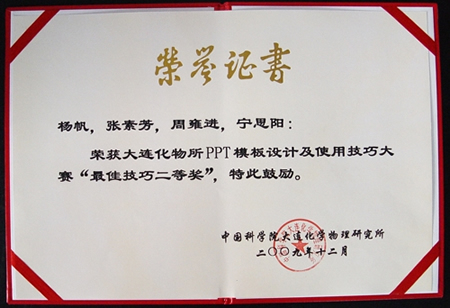 榮誉证书
杨帆，张素芳，周雍进，宁思阳：
荣获大连化物所PPT模板设计及使用技巧大
赛“最佳技巧二等奖”，特此鼓励。
中国科学院大连化学物理研究所
二〇〇九年十二月